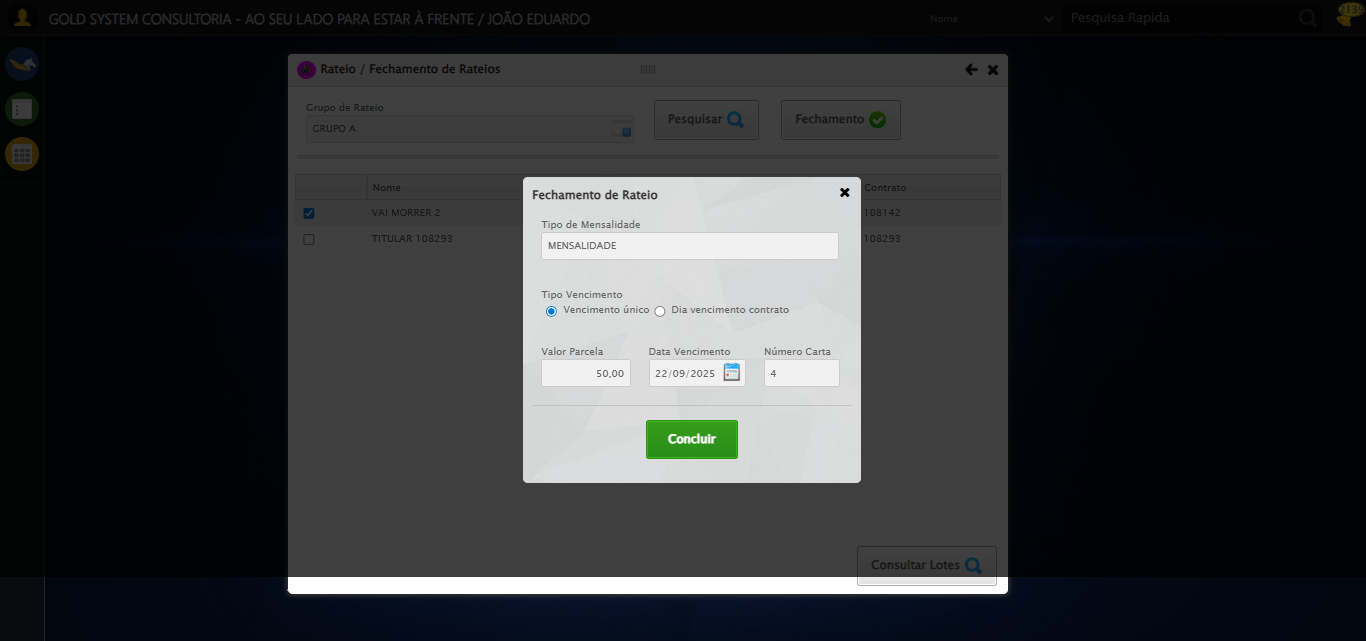 GOLD SYSTEM CONSULTORIA - AO SEU LADO PARA ESTAR À FRENTE / JOÃO EDUARDO
Nome
Pesquisa Rapida
Rateio / Fechamento de Rateios
Grupo de Rateio
GRUPO A
Pesquisar
Fechamento
Nome
Contrato
VAI MORRER 2
108142
TITULAR 108293
108293
Fechamento de Rateio
Tipo de Mensalidade
MENSALIDADE
Tipo Vencimento
Vencimento único
Dia vencimento contrato
Valor Parcela
Data Vencimento
Número Carta
50,00
22/09/2025
4
Concluir
Consultar Lotes